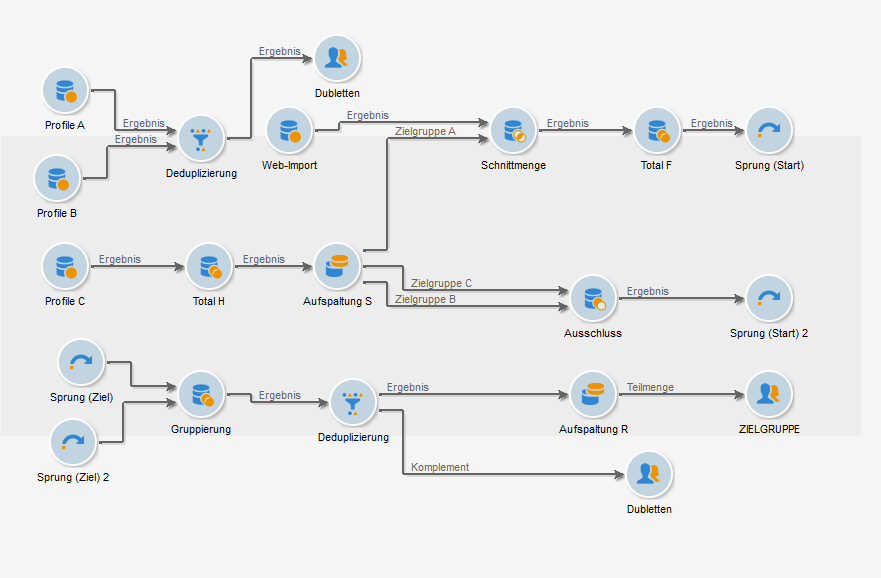 Ergebnis
Dubletten
Profile A
Ergebnis
Ergebnis
Deduplizierung
Profile B
Web-Import
Ergebnis
Zielgruppe A
Schnittmenge
Ergebnis
Total F
Ergebnis
Sprung (Start)
Profile C
Ergebnis
Total H
Ergebnis
Aufspaltung S
Zielgruppe C
Zielgruppe B
Ausschluss
Ergebnis
Sprung (Start) 2
Sprung (Ziel)
Sprung (Ziel) 2
Gruppierung
Ergebnis
Deduplizierung
Ergebnis
Aufspaltung R
Teilmenge
ZIELGRUPPE
Komplement
Dubletten